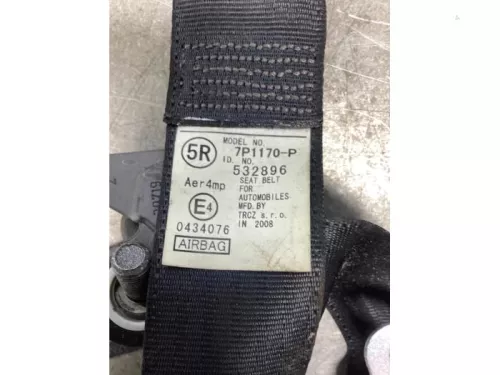 5R
MODEL NO.
7P1170-P
ID. NO.
532896
Aer4mp
SEAT BELT
FOR
AUTOMOBILES
MFD.BY
TRCZ s.r.o.
IN 2008
E4
0434076
AIRBAG